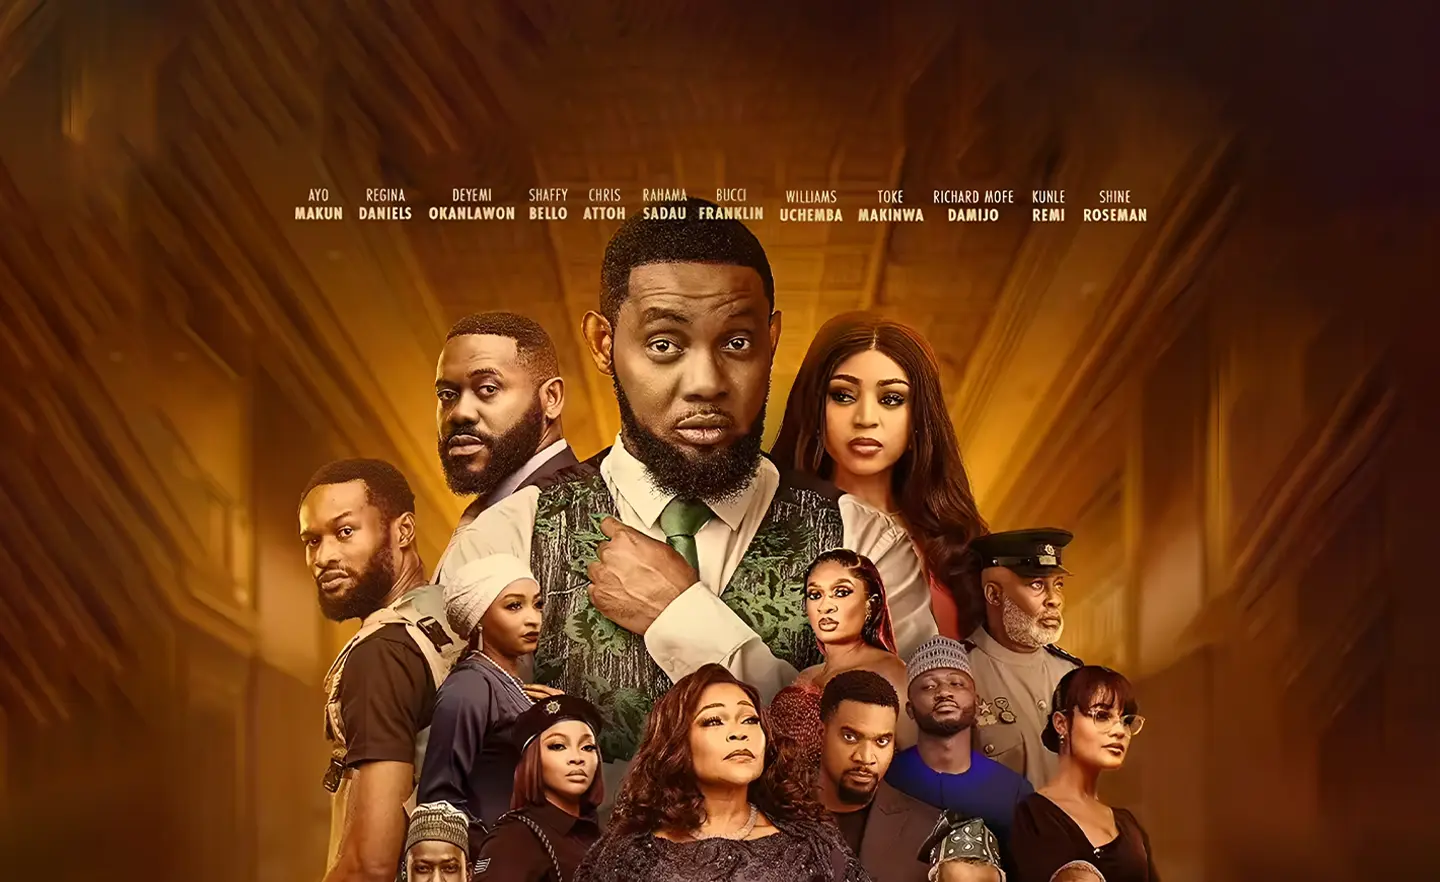 AYO REGINA DEYEMI SHAFFY CHRIS RAHAMA BUCCI WILLIAMS TOKE RICHARD MOFE KUNLE SHINE
MAKUN DANIELS OKANLAWON BELLO ATTOH SADAU FRANKLIN UCHEMBA MAKINWA DAMIJO REMI ROSEMAN